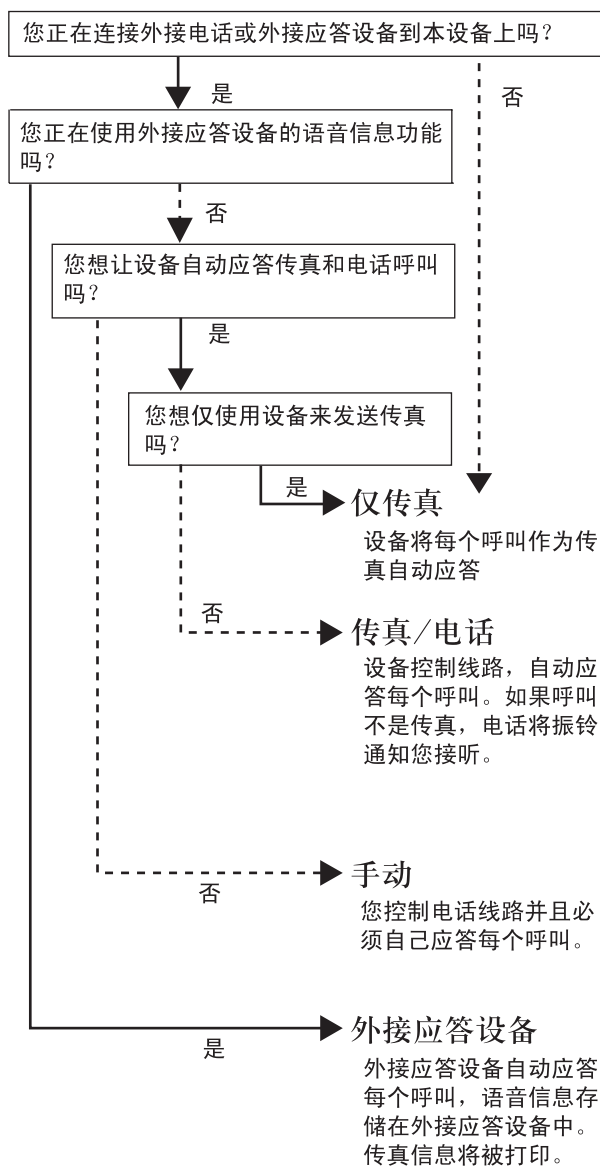 您正在连接外接电话或外接应答设备到本设备上吗？
是
否
您正在使用外接应答设备的语音信息功能
吗？
否
您想让设备自动应答传真和电话呼叫
吗？
是
您想仅使用设备来发送传真
吗？
是
仅传真
设备将每个呼叫作为传
真自动应答
否
传真/电话
设备控制线路，自动应
答每个呼叫。如果呼叫
不是传真，电话将振铃
通知您接听。
手动
否
您控制电话线路并且必
须自己应答每个呼叫。
外接应答设备
是
外接应答设备自动应答
每个呼叫，语音信息存
储在外接应答设备中。
传真信息将被打印。